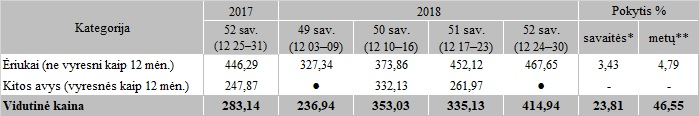 Kategorija 2017 2018 Pokytis %
52 sav. (12 25–31) 49 sav. (12 03–09) 50 sav. (12 10–16) 51 sav. (12 17–23) 52 sav. (12 24–30) savaitės* metų**
Ėriukai (ne vyresni kaip 12 mėn.) 446,29 327,34 373,86 452,12 467,65 3,43 4,79
Kitos avys (vyresnės kaip 12 mėn.) 247,87 ● 332,13 261,97 ● - -
Vidutinė kaina 283,14 236,94 353,03 335,13 414,94 23,81 46,55